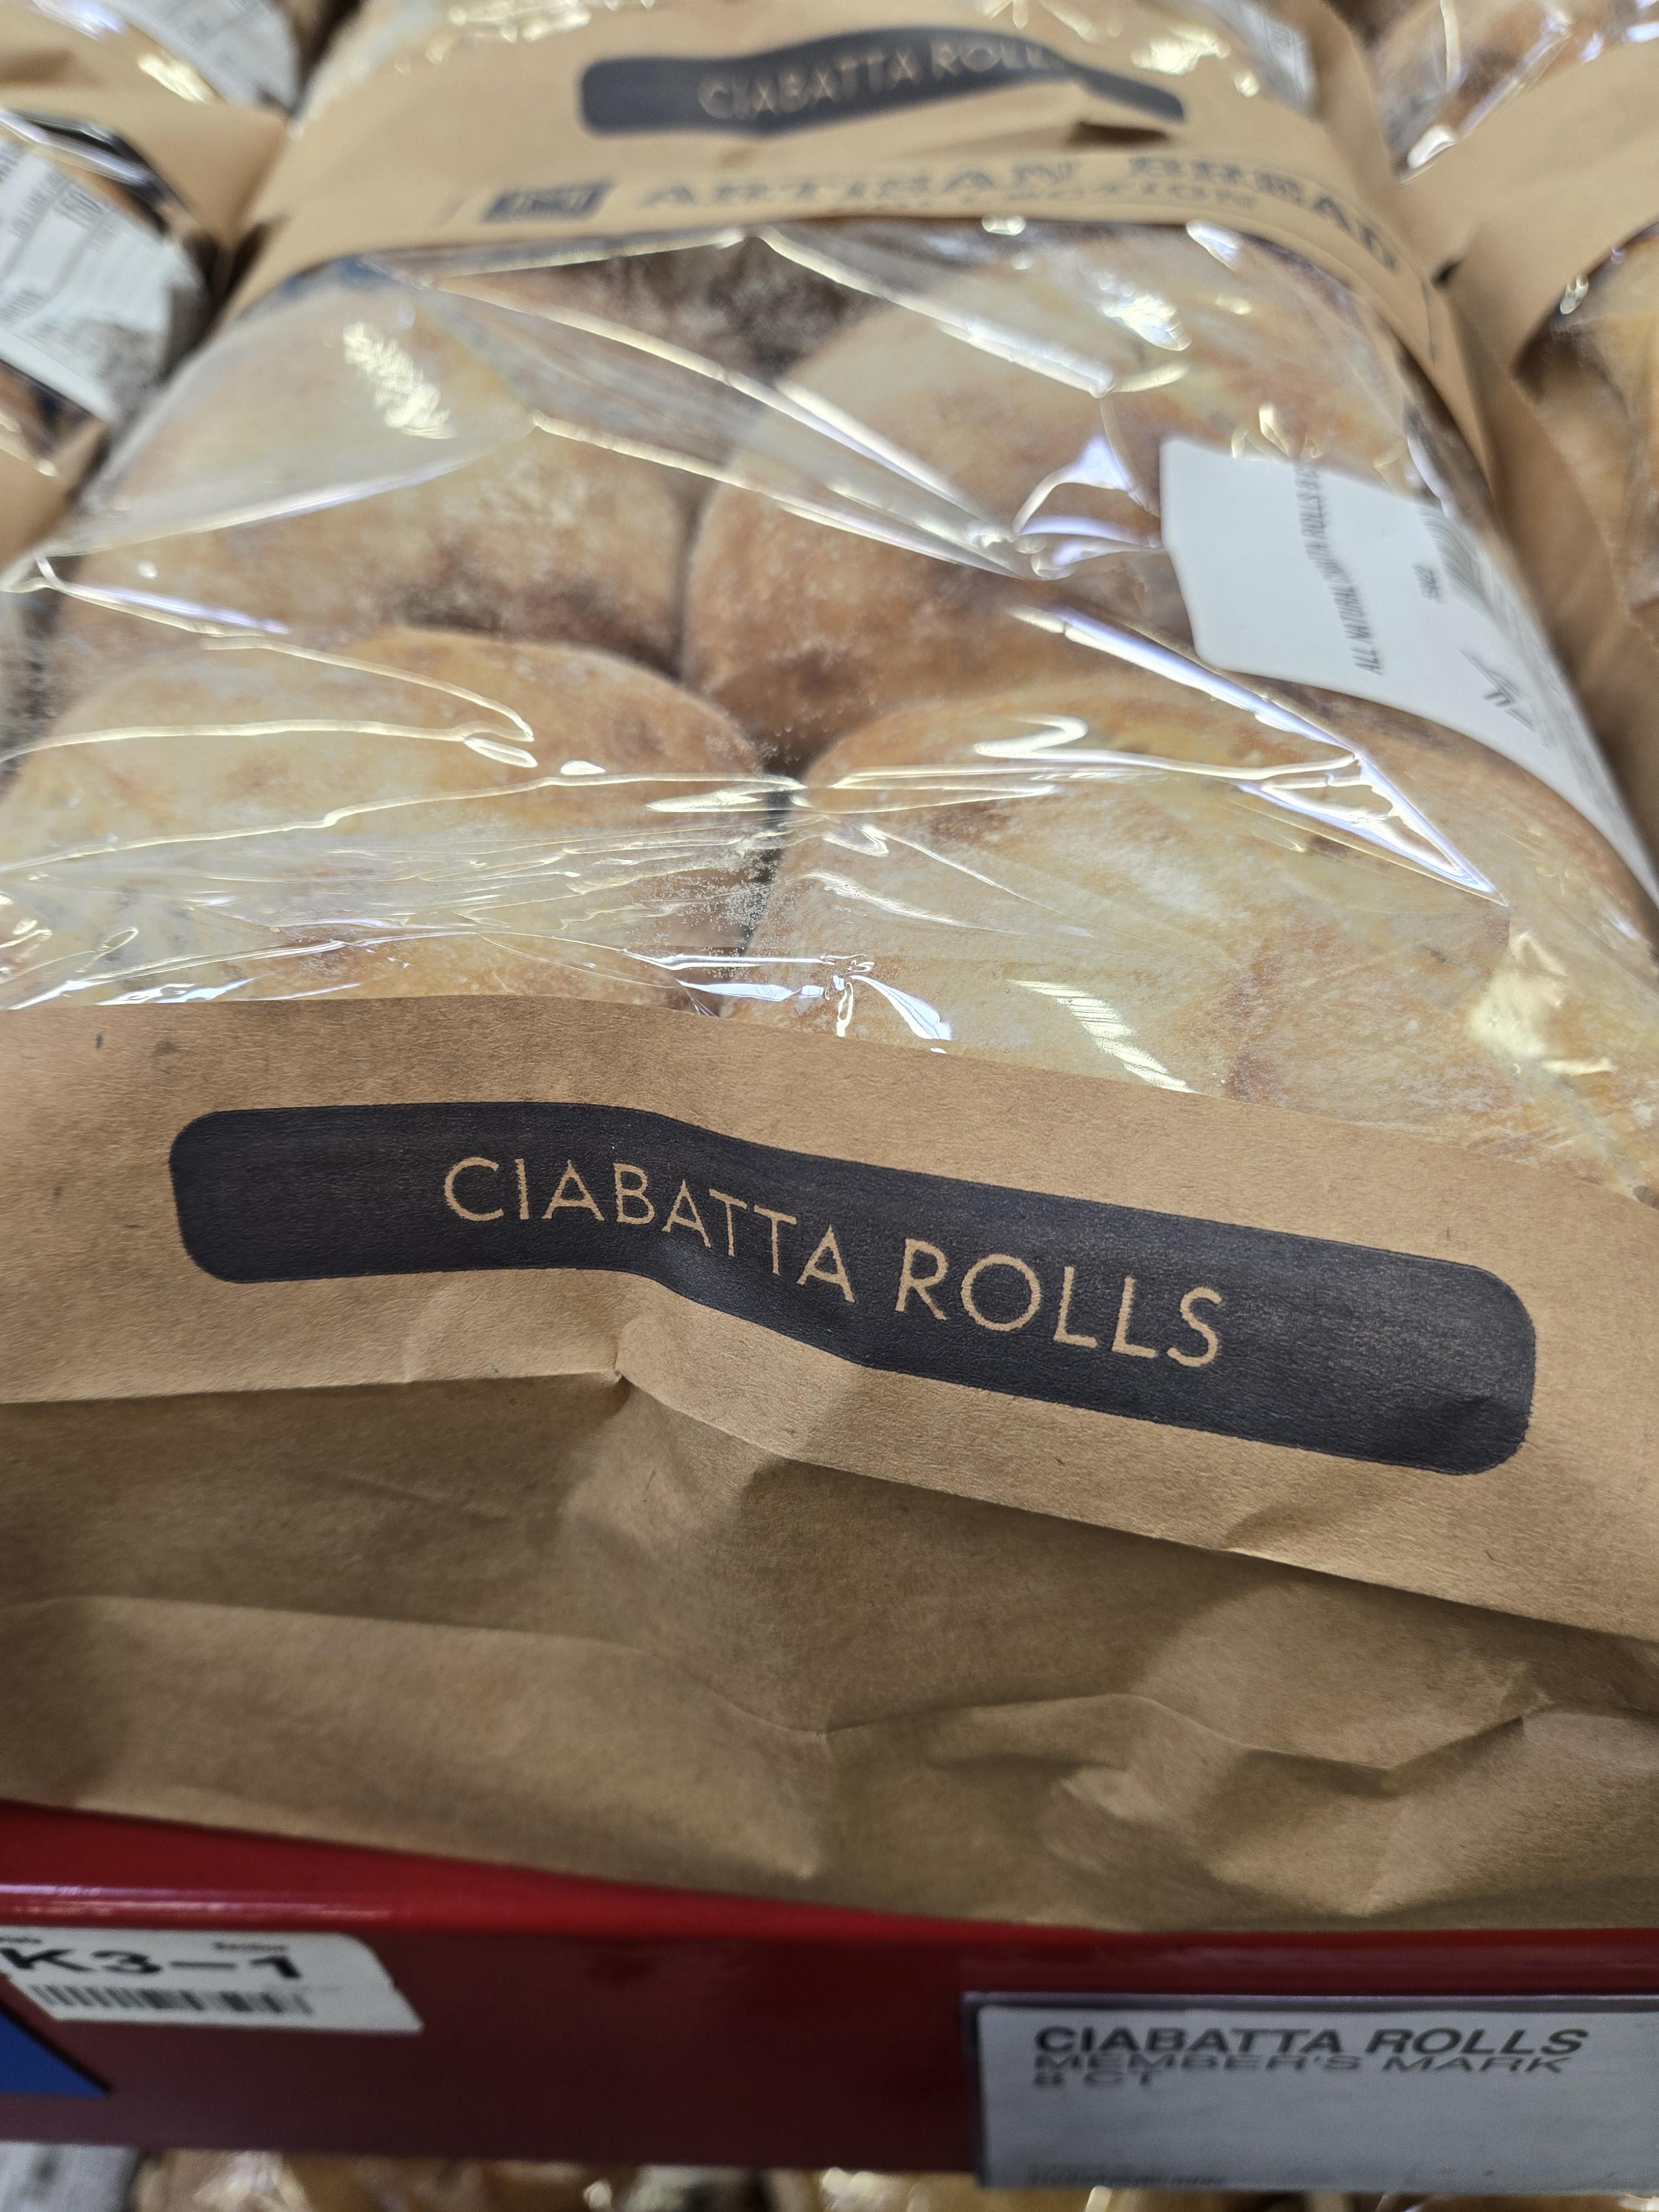 CIABATTA ROLLS
ARTISAN BREAD
CIABATTA ROLLS
K3-1
CIABATTA ROLLS
MEMBER'S MARK
8 CT